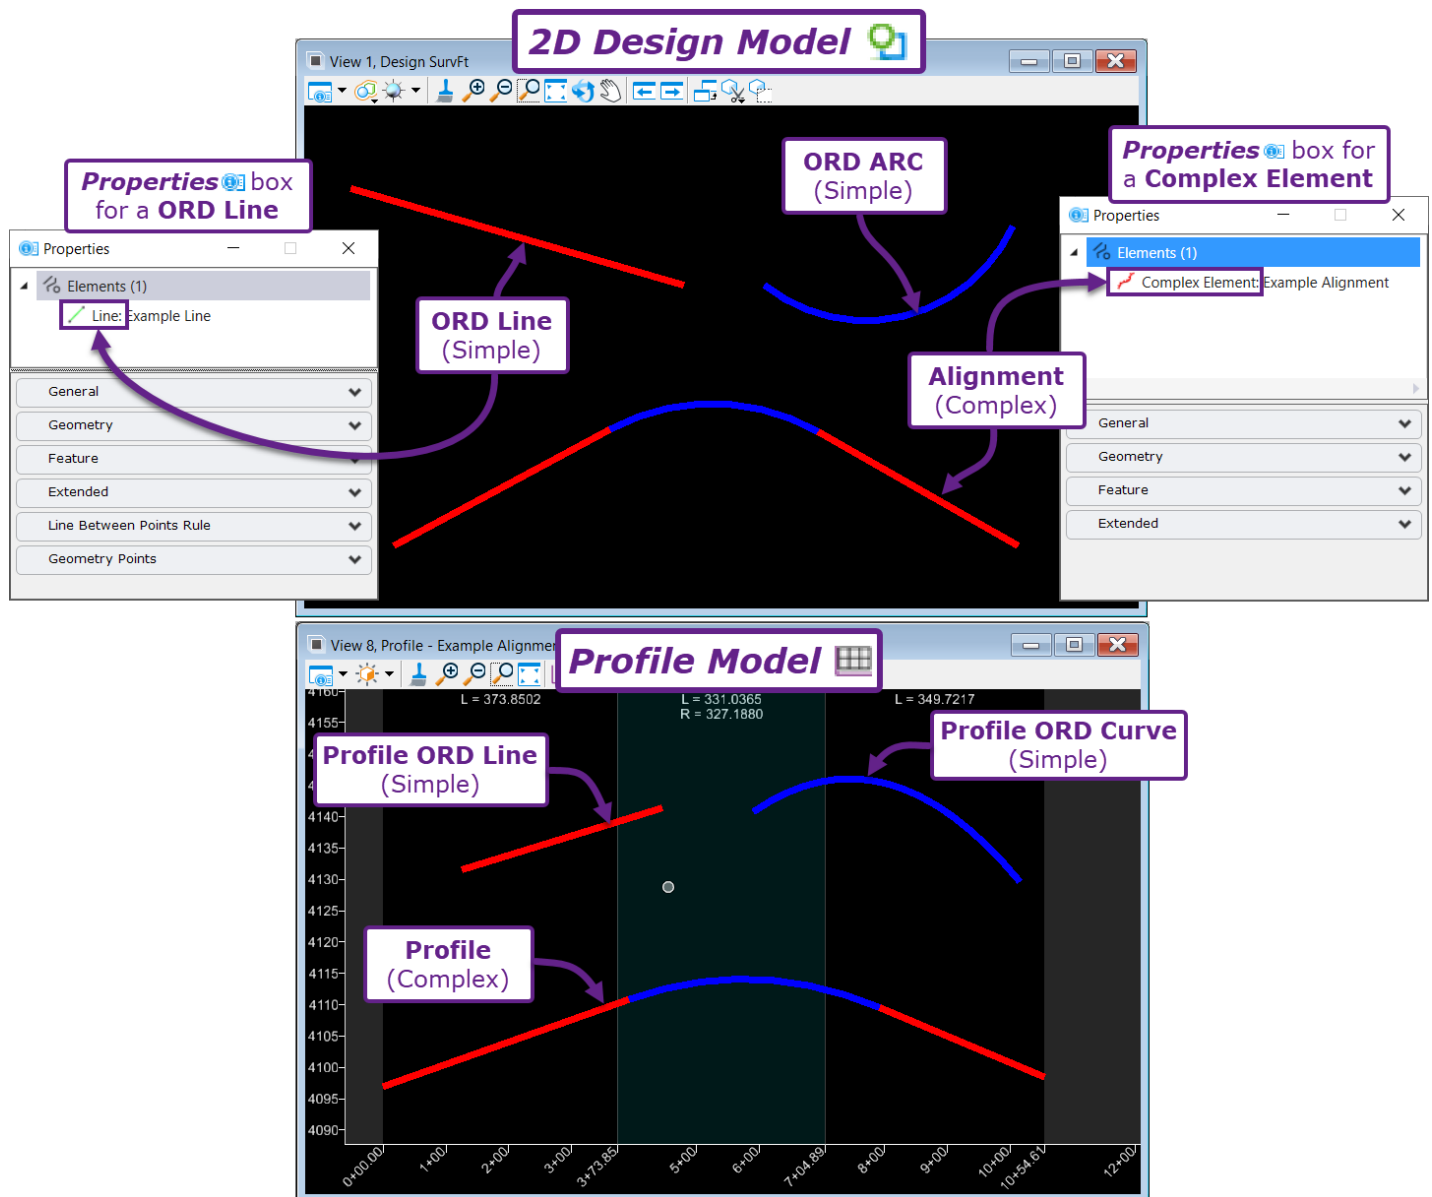 2D Design Model
View 1, Design SurvFt
Properties box
for a ORD Line
Properties
Elements (1)
Line: Example Line
General
Geometry
Feature
Extended
Line Between Points Rule
Geometry Points
ORD Line
(Simple)
ORD ARC
(Simple)
Alignment
(Complex)
Properties box for
a Complex Element
Properties
Elements (1)
Complex Element: Example Alignment
General
Geometry
Feature
Extended
View 8, Profile - Example
Profile Model
L = 373.8502
L = 331.0365
R = 327.1880
L = 349.7217
Profile ORD Line
(Simple)
Profile ORD Curve
(Simple)
Profile
(Complex)
4160
4155
4140
4135
4130
4125
4120
4115
4110
4105
4100
4095
4090
0+00.00
1+00
2+00
3+00
3+73.85
5+00
6+00
7+04.89
8+00
9+00
10+00
10+54.61
12+00